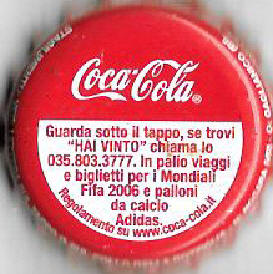 Coca-Cola®
Guarda sotto il tappo, se trovi
"HAI VINTO" chiama lo
035.803.3777. In palio viaggi
e biglietti per i Mondiali
Fifa 2006 e palloni
da calcio
Adidas.
Regolamento su www.coca-cola.it